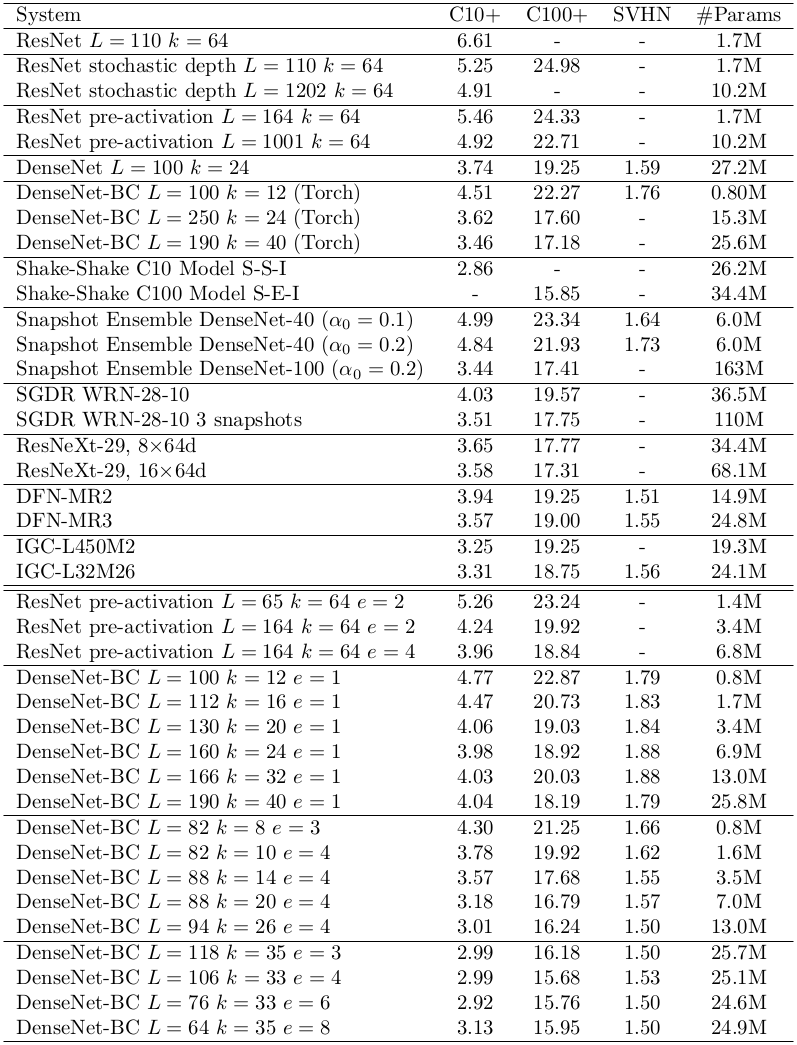 System C10+ C100+ SVHN #Params
ResNet L = 110 k = 64 6.61 - - 1.7M
ResNet stochastic depth L = 110 k = 64 5.25 24.98 - 1.7M
ResNet stochastic depth L = 1202 k = 64 4.91 - - 10.2M
ResNet pre-activation L = 164 k = 64 5.46 24.33 - 1.7M
ResNet pre-activation L = 1001 k = 64 4.92 22.71 - 10.2M
DenseNet L = 100 k = 24 3.74 19.25 1.59 27.2M
DenseNet-BC L = 100 k = 12 (Torch) 4.51 22.27 1.76 0.80M
DenseNet-BC L = 250 k = 24 (Torch) 3.62 17.60 - 15.3M
DenseNet-BC L = 190 k = 40 (Torch) 3.46 17.18 - 25.6M
Shake-Shake C10 Model S-S-I 2.86 - - 26.2M
Shake-Shake C100 Model S-E-I - 15.85 - 34.4M
Snapshot Ensemble DenseNet-40 (α₀ = 0.1) 4.99 23.34 1.64 6.0M
Snapshot Ensemble DenseNet-40 (α₀ = 0.2) 4.84 21.93 1.73 6.0M
Snapshot Ensemble DenseNet-100 (α₀ = 0.2) 3.44 17.41 - 163M
SGDR WRN-28-10 4.03 19.57 - 36.5M
SGDR WRN-28-10 3 snapshots 3.51 17.75 - 110M
ResNeXt-29, 8×64d 3.65 17.77 - 34.4M
ResNeXt-29, 16×64d 3.58 17.31 - 68.1M
DFN-MR2 3.94 19.25 1.51 14.9M
DFN-MR3 3.57 19.00 1.55 24.8M
IGC-L450M2 3.25 19.25 - 19.3M
IGC-L32M26 3.31 18.75 1.56 24.1M
ResNet pre-activation L = 65 k = 64 e = 2 5.26 23.24 - 1.4M
ResNet pre-activation L = 164 k = 64 e = 2 4.24 19.92 - 3.4M
ResNet pre-activation L = 164 k = 64 e = 4 3.96 18.84 - 6.8M
DenseNet-BC L = 100 k = 12 e = 1 4.77 22.87 1.79 0.8M
DenseNet-BC L = 112 k = 16 e = 1 4.47 20.73 1.83 1.7M
DenseNet-BC L = 130 k = 20 e = 1 4.06 19.03 1.84 3.4M
DenseNet-BC L = 160 k = 24 e = 1 3.98 18.92 1.88 6.9M
DenseNet-BC L = 166 k = 32 e = 1 4.03 20.03 1.88 13.0M
DenseNet-BC L = 190 k = 40 e = 1 4.04 18.19 1.79 25.8M
DenseNet-BC L = 82 k = 8 e = 3 4.30 21.25 1.66 0.8M
DenseNet-BC L = 82 k = 10 e = 4 3.78 19.92 1.62 1.6M
DenseNet-BC L = 88 k = 14 e = 4 3.57 17.68 1.55 3.5M
DenseNet-BC L = 88 k = 20 e = 4 3.18 16.79 1.57 7.0M
DenseNet-BC L = 94 k = 26 e = 4 3.01 16.24 1.50 13.0M
DenseNet-BC L = 118 k = 35 e = 3 2.99 16.18 1.50 25.7M
DenseNet-BC L = 106 k = 33 e = 4 2.99 15.68 1.53 25.1M
DenseNet-BC L = 76 k = 33 e = 6 2.92 15.76 1.50 24.6M
DenseNet-BC L = 64 k = 35 e = 8 3.13 15.95 1.50 24.9M